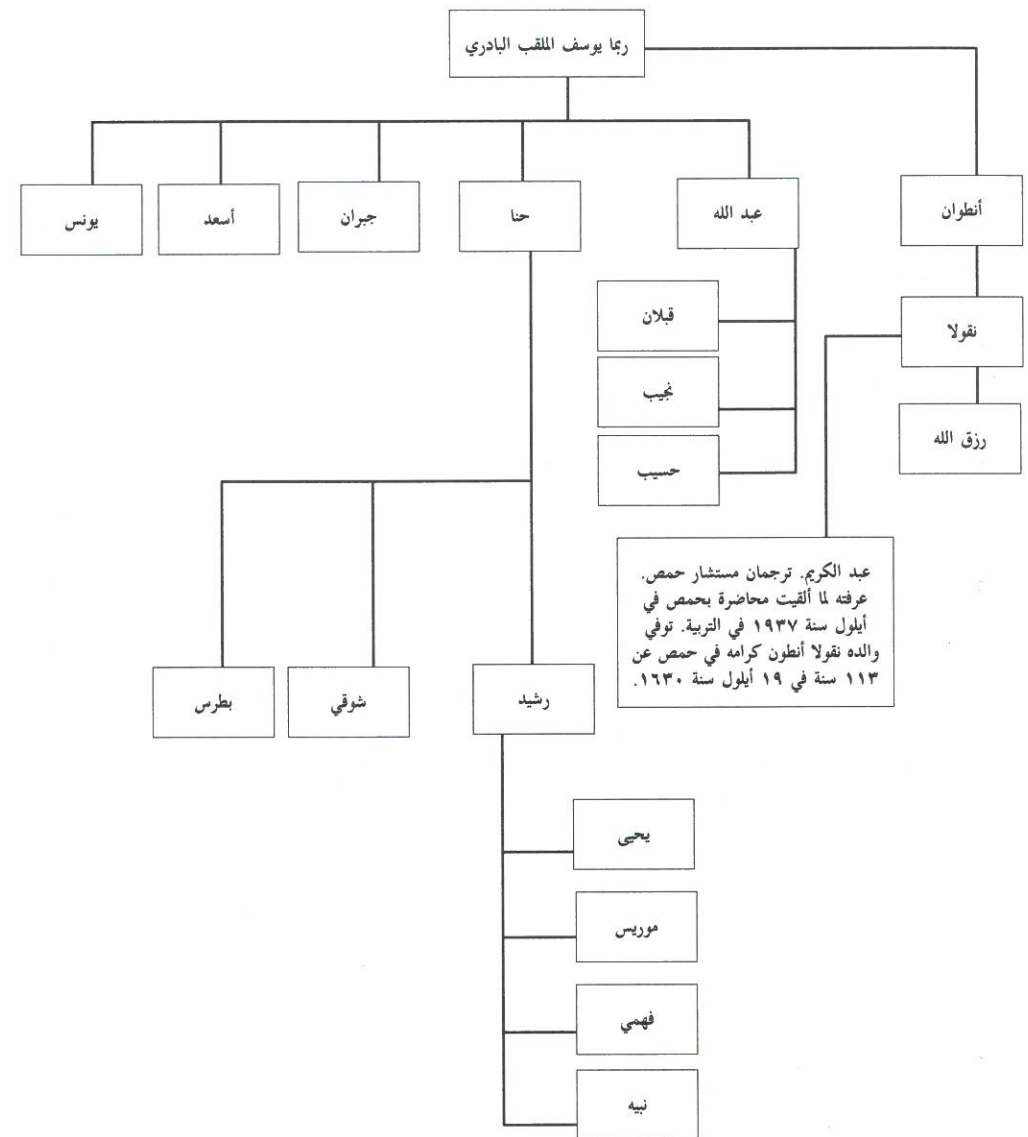 ربما يوسف الملقب البادري
أنطوان
عبد الله
حنا
جبران
أسعد
يونس
نقولا
رزق الله
قبلان
نجيب
حسيب
عبد الكريم. ترجمان مستشار حمص.
عرفته لما ألقيت محاضرة بحمص في
أيلول سنة ١٩٣٧ في التربية. توفي
والده نقولا أنطون كرامه في حمص عن
١١٣ سنة في ١٩ أيلول سنة ١٦٣٠.
رشيد
شوقي
بطرس
يحيى
موريس
فهمي
نبيه